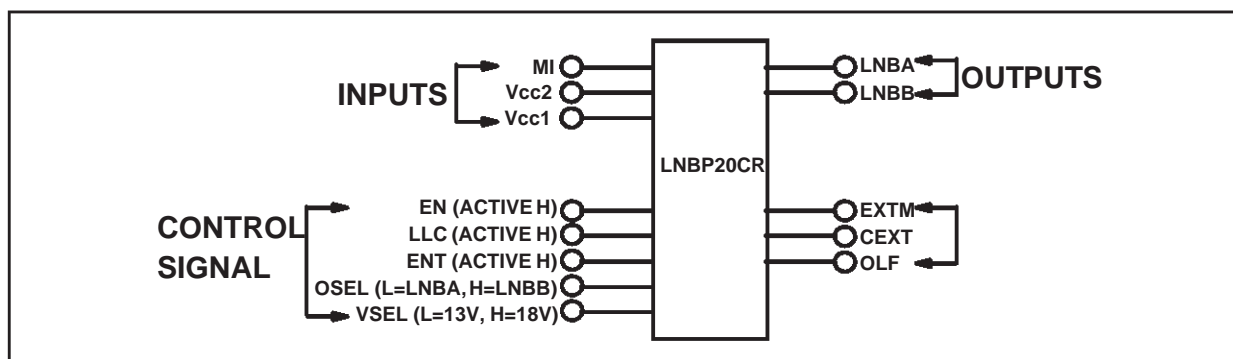 INPUTS
MI
Vcc2
Vcc1
LNBP20CR
LNBA
LNBB
OUTPUTS
CONTROL
SIGNAL
EN (ACTIVE H)
LLC (ACTIVE H)
ENT (ACTIVE H)
OSEL (L=LNBA, H=LNBB)
VSEL (L=13V, H=18V)
EXTM
CEXT
OLF